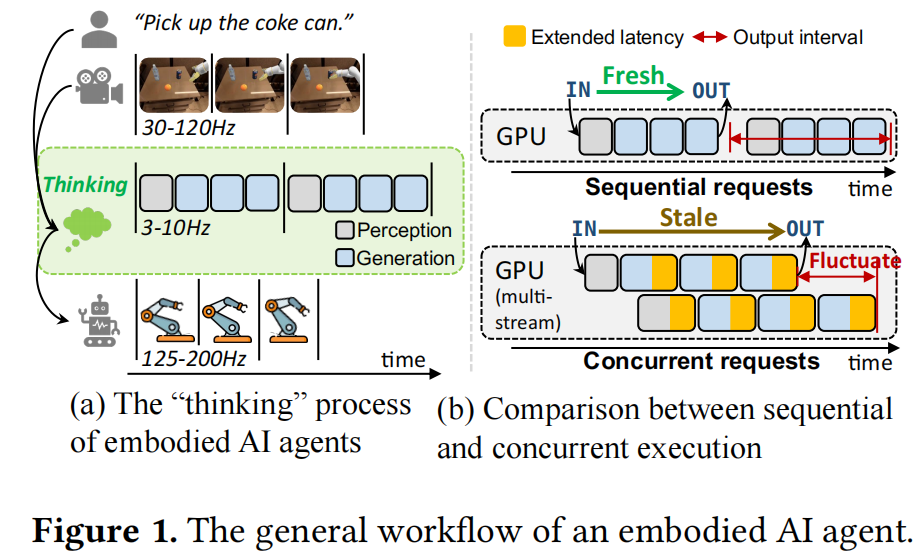 “Pick up the coke can.”
30-120Hz
Thinking
3-10Hz
Perception
Generation
125-200Hz
time
(a) The “thinking” process
of embodied AI agents
Extended latency
Output interval
IN
Fresh
OUT
GPU
Sequential requests
time
IN
Stale
OUT
GPU
(multi-
stream)
Fluctuate
Concurrent requests
time
(b) Comparison between sequential
and concurrent execution
Figure 1. The general workflow of an embodied AI agent.